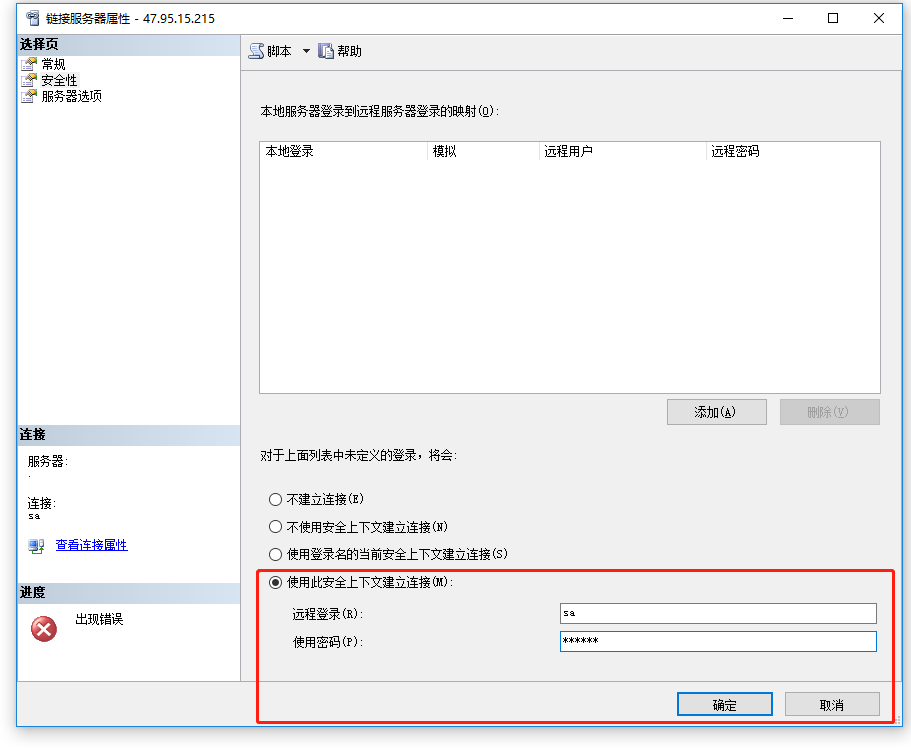 链接服务器属性 - 47.95.15.215
选择页
常规
安全性
服务器选项
脚本
帮助
本地服务器登录到远程服务器登录的映射(O):
本地登录 模拟 远程用户 远程密码
添加(A) 删除(V)
对于上面列表中未定义的登录，将会:
不建立连接(E)
不使用安全上下文建立连接(N)
使用登录名的当前安全上下文建立连接(S)
使用此安全上下文建立连接(M):
远程登录(R): sa
使用密码(P): ******
连接
服务器:
.
连接:
sa
查看连接属性
进度
出现错误
确定 取消